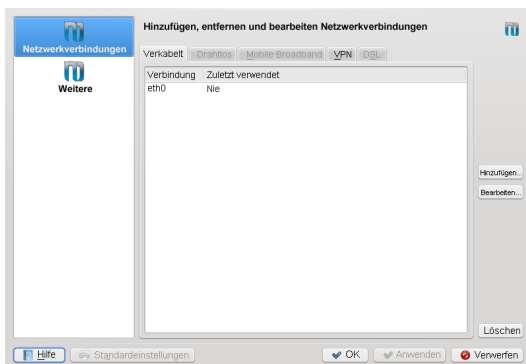 Hinzufügen, entfernen und bearbeiten Netzwerkverbindungen
Netzwerkverbindungen
Weitere
Verkabelt Drahtlos Mobile Broadband VPN DSL
Verbindung Zuletzt verwendet
eth0 Nie
Hinzufügen...
Bearbeiten...
Löschen
Hilfe Standardeinstellungen OK Anwenden Verwerfen